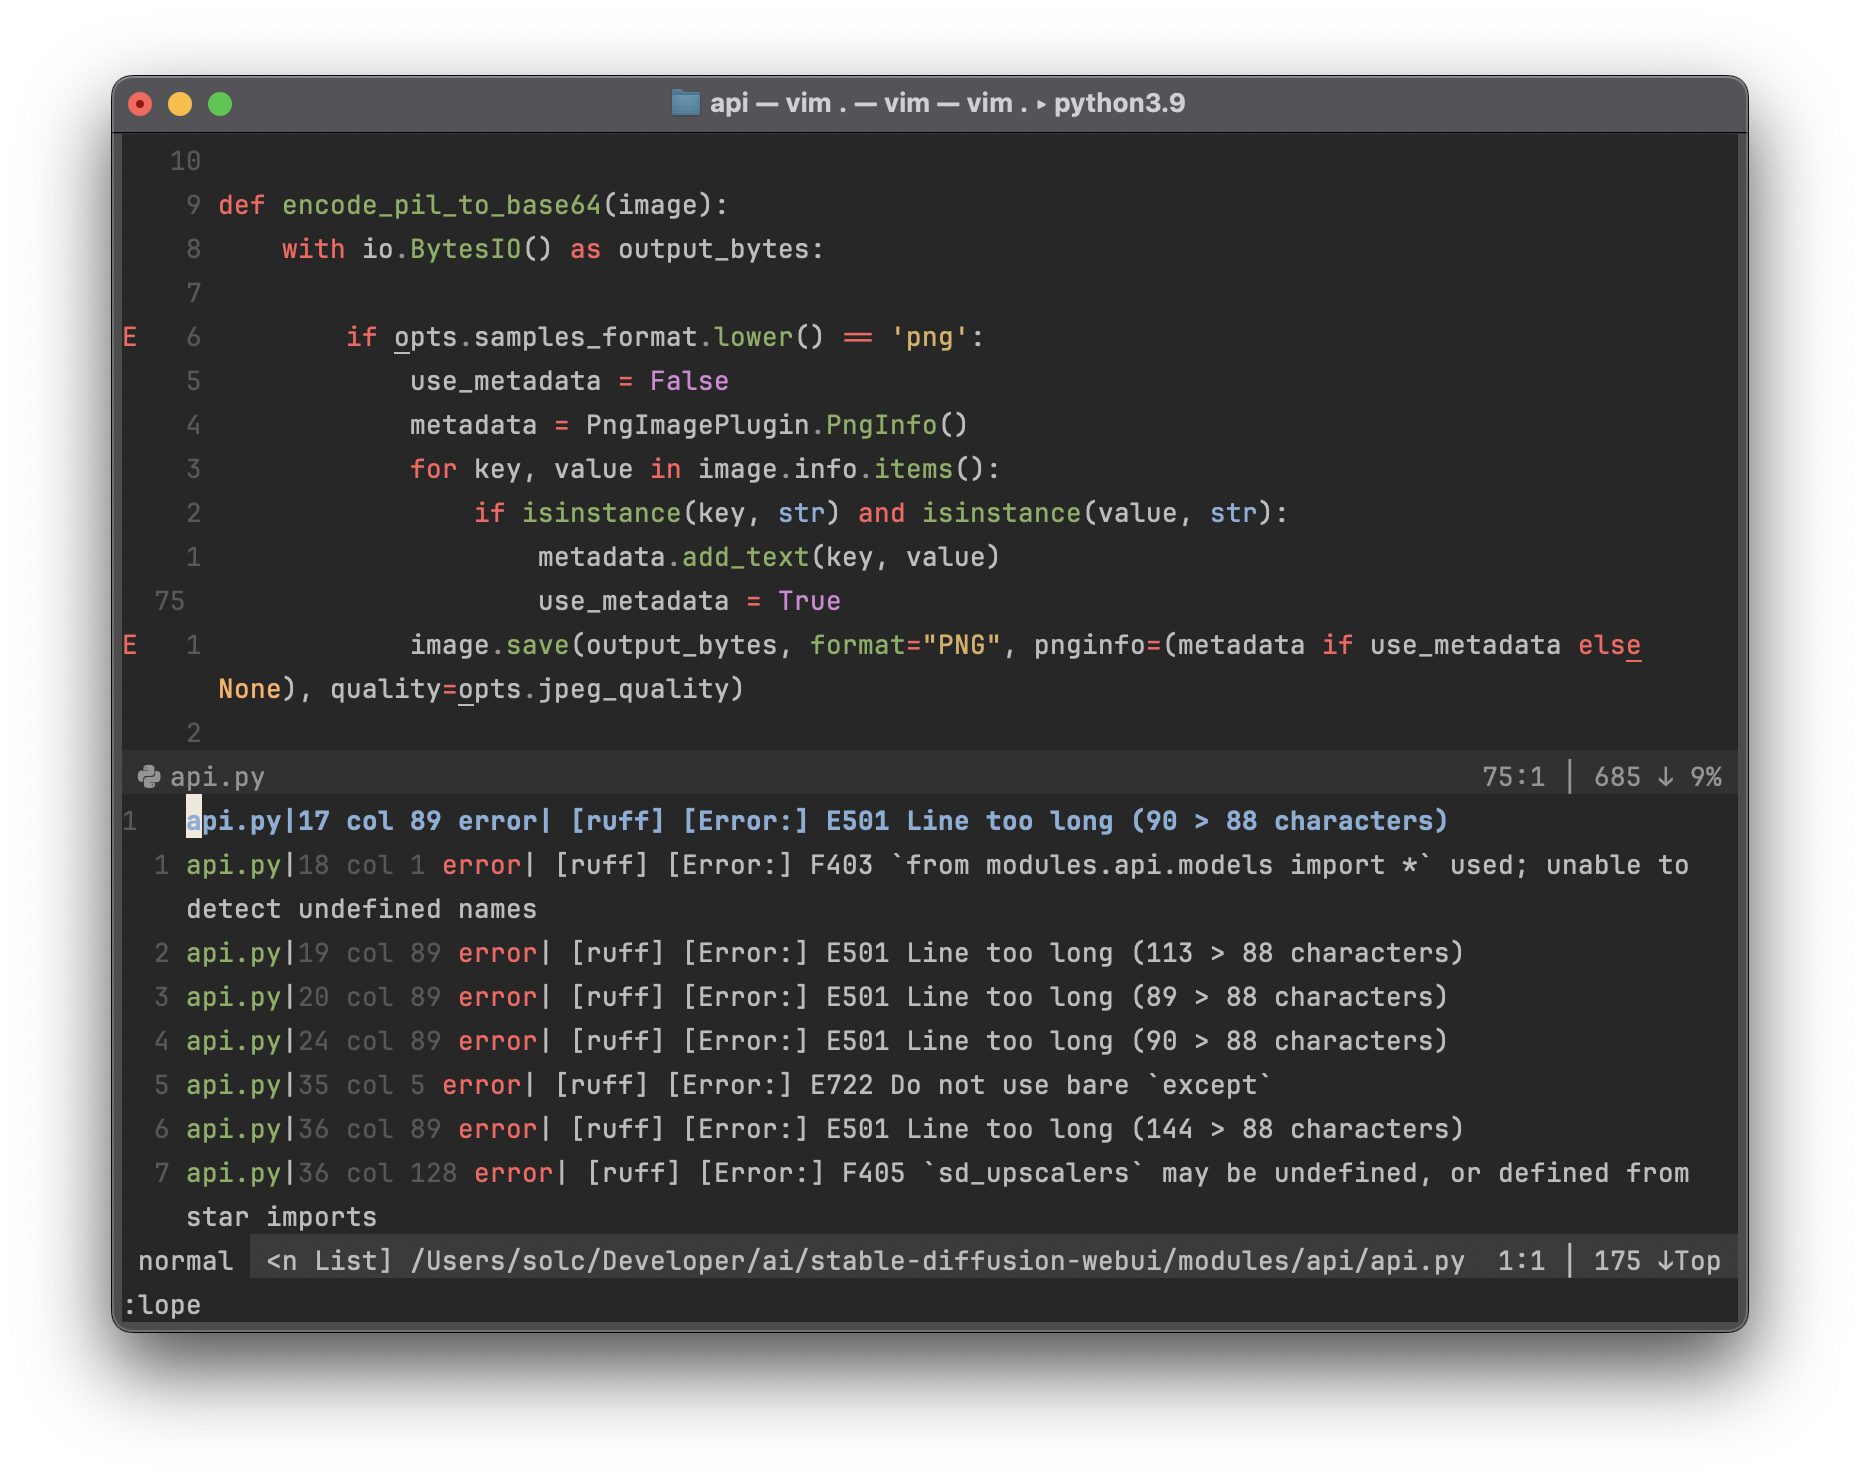 api — vim . — vim — vim . ▸ python3.9
10
9 def encode_pil_to_base64(image):
8     with io.BytesIO() as output_bytes:
7
E 6         if opts.samples_format.lower() == 'png':
5             use_metadata = False
4             metadata = PngImagePlugin.PngInfo()
3             for key, value in image.info.items():
2                 if isinstance(key, str) and isinstance(value, str):
1                     metadata.add_text(key, value)
75                     use_metadata = True
E 1             image.save(output_bytes, format="PNG", pnginfo=(metadata if use_metadata else
None), quality=opts.jpeg_quality)
2
api.py 75:1 | 685 ↓ 9%
1 api.py|17 col 89 error| [ruff] [Error:] E501 Line too long (90 > 88 characters)
1 api.py|18 col 1 error| [ruff] [Error:] F403 `from modules.api.models import *` used; unable to
detect undefined names
2 api.py|19 col 89 error| [ruff] [Error:] E501 Line too long (113 > 88 characters)
3 api.py|20 col 89 error| [ruff] [Error:] E501 Line too long (89 > 88 characters)
4 api.py|24 col 89 error| [ruff] [Error:] E501 Line too long (90 > 88 characters)
5 api.py|35 col 5 error| [ruff] [Error:] E722 Do not use bare `except`
6 api.py|36 col 89 error| [ruff] [Error:] E501 Line too long (144 > 88 characters)
7 api.py|36 col 128 error| [ruff] [Error:] F405 `sd_upscalers` may be undefined, or defined from
star imports
normal <n List] /Users/solc/Developer/ai/stable-diffusion-webui/modules/api/api.py 1:1 | 175 ↓Top
:lope